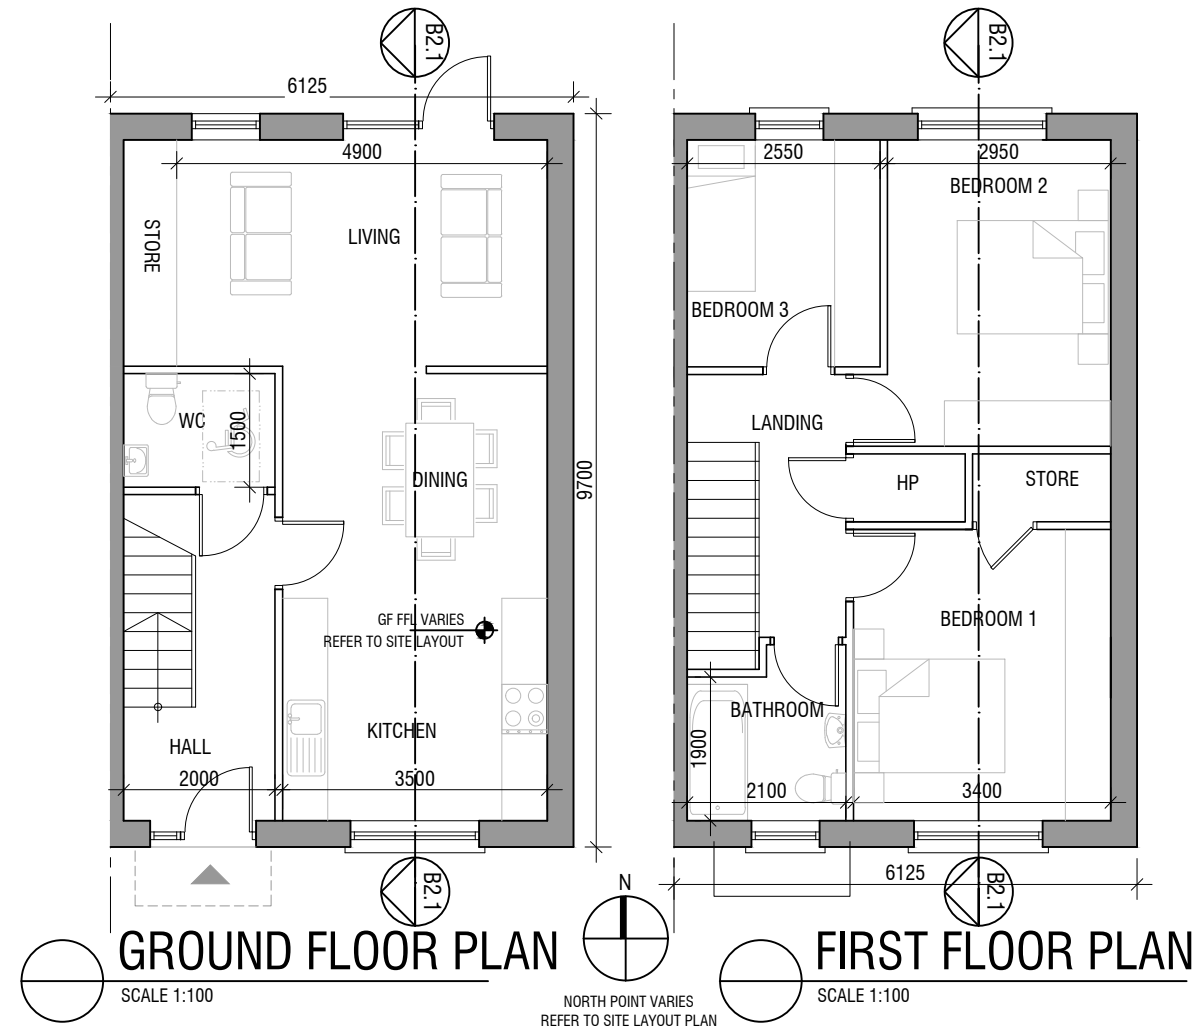 B2.1
6125
4900
STORE
LIVING
WC
1500
DINING
9700
GF FFL VARIES
REFER TO SITE LAYOUT
KITCHEN
HALL
2000
3500
B2.1
GROUND FLOOR PLAN
SCALE 1:100
N
NORTH POINT VARIES
REFER TO SITE LAYOUT PLAN
B2.1
2550
2950
BEDROOM 2
BEDROOM 3
LANDING
HP
STORE
BEDROOM 1
BATHROOM
1900
2100
3400
6125
B2.1
FIRST FLOOR PLAN
SCALE 1:100